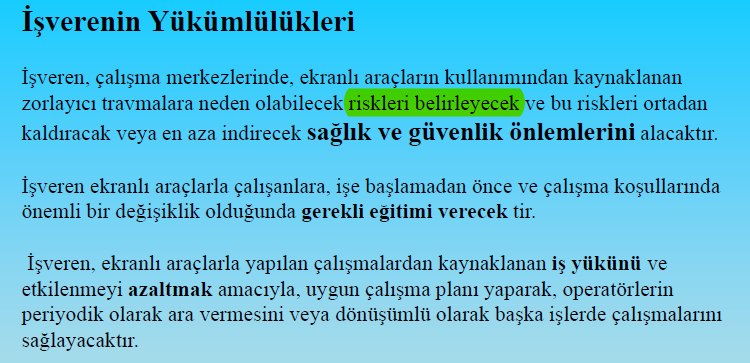 İşverenin Yükümlülükleri
İşveren, çalışma merkezlerinde, ekranlı araçların kullanımından kaynaklanan
zorlayıcı travmalara neden olabilecek riskleri belirleyecek ve bu riskleri ortadan
kaldıracak veya en aza indirecek sağlık ve güvenlik önlemlerini alacaktır.
İşveren ekranlı araçlarla çalışanlara, işe başlamadan önce ve çalışma koşullarında
önemli bir değişiklik olduğunda gerekli eğitimi verecek tir.
İşveren, ekranlı araçlarla yapılan çalışmalardan kaynaklanan iş yükünü ve
etkilenmeyi azaltmak amacıyla, uygun çalışma planı yaparak, operatörlerin
periyodik olarak ara vermesini veya dönüşümlü olarak başka işlerde çalışmalarını
sağlayacaktır.